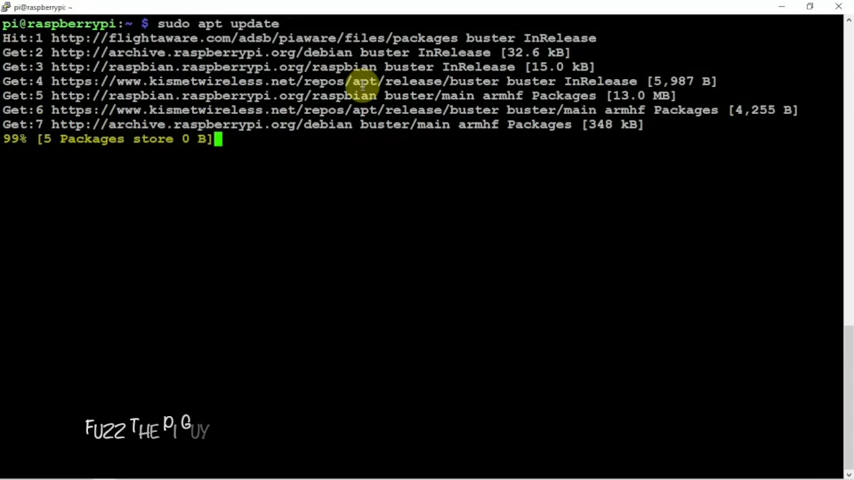 pi@raspberrypi: ~
pi@raspberrypi:~ $ sudo apt update
Hit:1 http://flightaware.com/adsb/piaware/files/packages buster InRelease
Get:2 http://archive.raspberrypi.org/debian buster InRelease [32.6 kB]
Get:3 http://raspbian.raspberrypi.org/raspbian buster InRelease [15.0 kB]
Get:4 https://www.kismetwireless.net/repos/apt/release/buster buster InRelease [5,987 B]
Get:5 http://raspbian.raspberrypi.org/raspbian buster/main armhf Packages [13.0 MB]
Get:6 https://www.kismetwireless.net/repos/apt/release/buster buster/main armhf Packages [4,255 B]
Get:7 http://archive.raspberrypi.org/debian buster/main armhf Packages [348 kB]
99% [5 Packages store 0 B]
FUZZ THE PI GUY